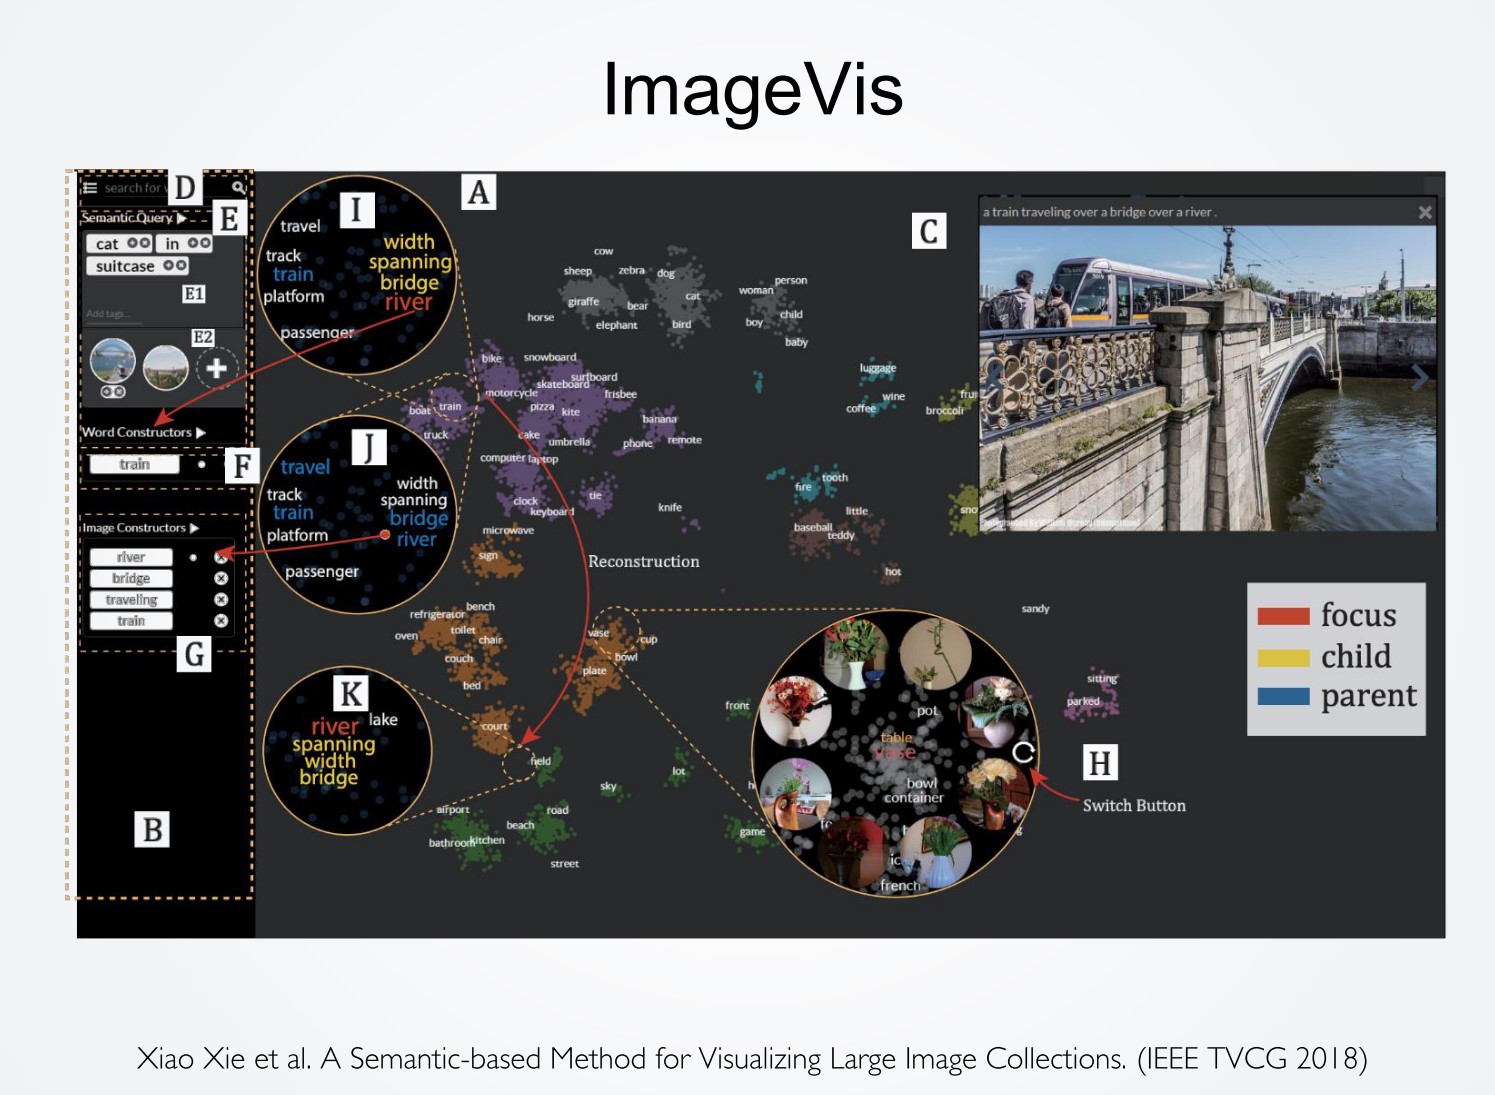 ImageVis
D
search for
Semantic Query
E
cat
in
suitcase
E1
Add tags...
E2
Word Constructors
train
F
Image Constructors
river
bridge
traveling
train
G
B
I
travel
track
train
platform
passenger
width
spanning
bridge
river
J
travel
track
train
platform
passenger
width
spanning
bridge
river
K
river
lake
spanning
width
bridge
A
cow
sheep
zebra
dog
giraffe
bear
cat
horse
elephant
bird
woman
person
boy
child
baby
bike
snowboard
surfboard
skateboard
motorcycle
frisbee
boat
train
pizza
kite
truck
cake
umbrella
banana
phone
remote
computer
laptop
clock
keyboard
tie
knife
microwave
sign
Reconstruction
luggage
wine
coffee
broccoli
fire
tooth
little
baseball
teddy
hot
refrigerator
bench
oven
toilet
chair
couch
bed
vase
cup
bowl
plate
court
field
front
sky
lot
airport
road
beach
bathroom
kitchen
street
game
sandy
sitting
parked
pot
table
vase
bowl
container
french
H
Switch Button
C
a train traveling over a bridge over a river .
focus
child
parent
Xiao Xie et al. A Semantic-based Method for Visualizing Large Image Collections. (IEEE TVCG 2018)